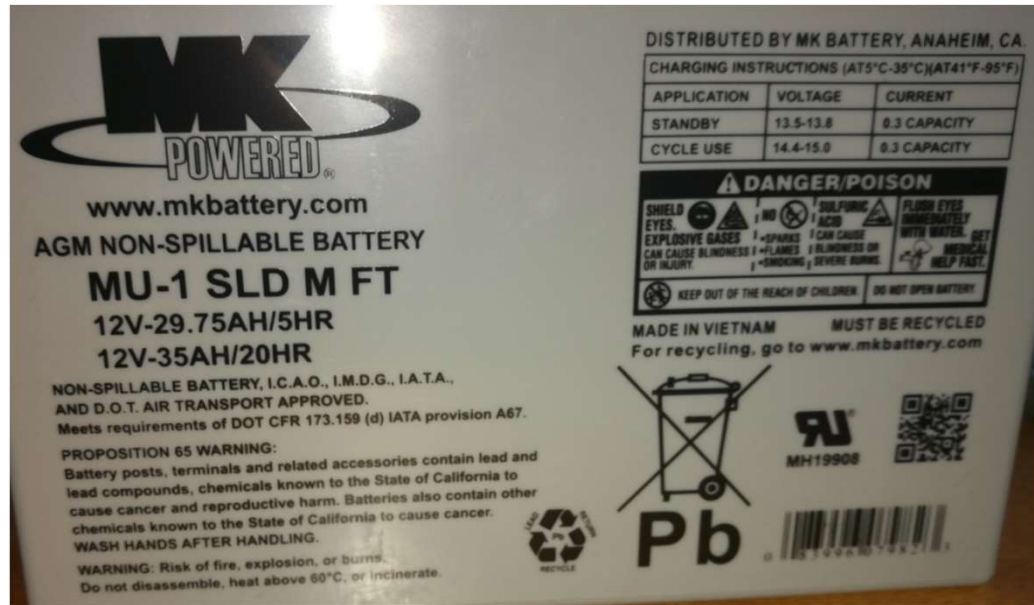 MK
POWERED®
www.mkbattery.com
AGM NON-SPILLABLE BATTERY
MU-1 SLD M FT
12V-29.75AH/5HR
12V-35AH/20HR
NON-SPILLABLE BATTERY, I.C.A.O., I.M.D.G., I.A.T.A.,
AND D.O.T. AIR TRANSPORT APPROVED.
Meets requirements of DOT CFR 173.159 (d) IATA provision A67.
PROPOSITION 65 WARNING:
Battery posts, terminals and related accessories contain lead and
lead compounds, chemicals known to the State of California to
cause cancer and reproductive harm. Batteries also contain other
chemicals known to the State of California to cause cancer.
WASH HANDS AFTER HANDLING.
WARNING: Risk of fire, explosion, or burns.
Do not disassemble, heat above 60°C, or incinerate.
LEAD
RETURN
Pb
RECYCLE
DISTRIBUTED BY MK BATTERY, ANAHEIM, CA.
CHARGING INSTRUCTIONS (AT5°C-35°C)(AT41°F-95°F)
APPLICATION VOLTAGE CURRENT
STANDBY 13.5-13.8 0.3 CAPACITY
CYCLE USE 14.4-15.0 0.3 CAPACITY
DANGER/POISON
SHIELD
EYES.
EXPLOSIVE GASES
CAN CAUSE BLINDNESS
OR INJURY.
NO
•SPARKS
•FLAMES
•SMOKING
SULFURIC
ACID
CAN CAUSE
BLINDNESS OR
SEVERE BURNS.
FLUSH EYES
IMMEDIATELY
WITH WATER.
GET
MEDICAL
HELP FAST.
KEEP OUT OF THE REACH OF CHILDREN. DO NOT OPEN BATTERY.
MADE IN VIETNAM MUST BE RECYCLED
For recycling, go to www.mkbattery.com
MH19908
Pb